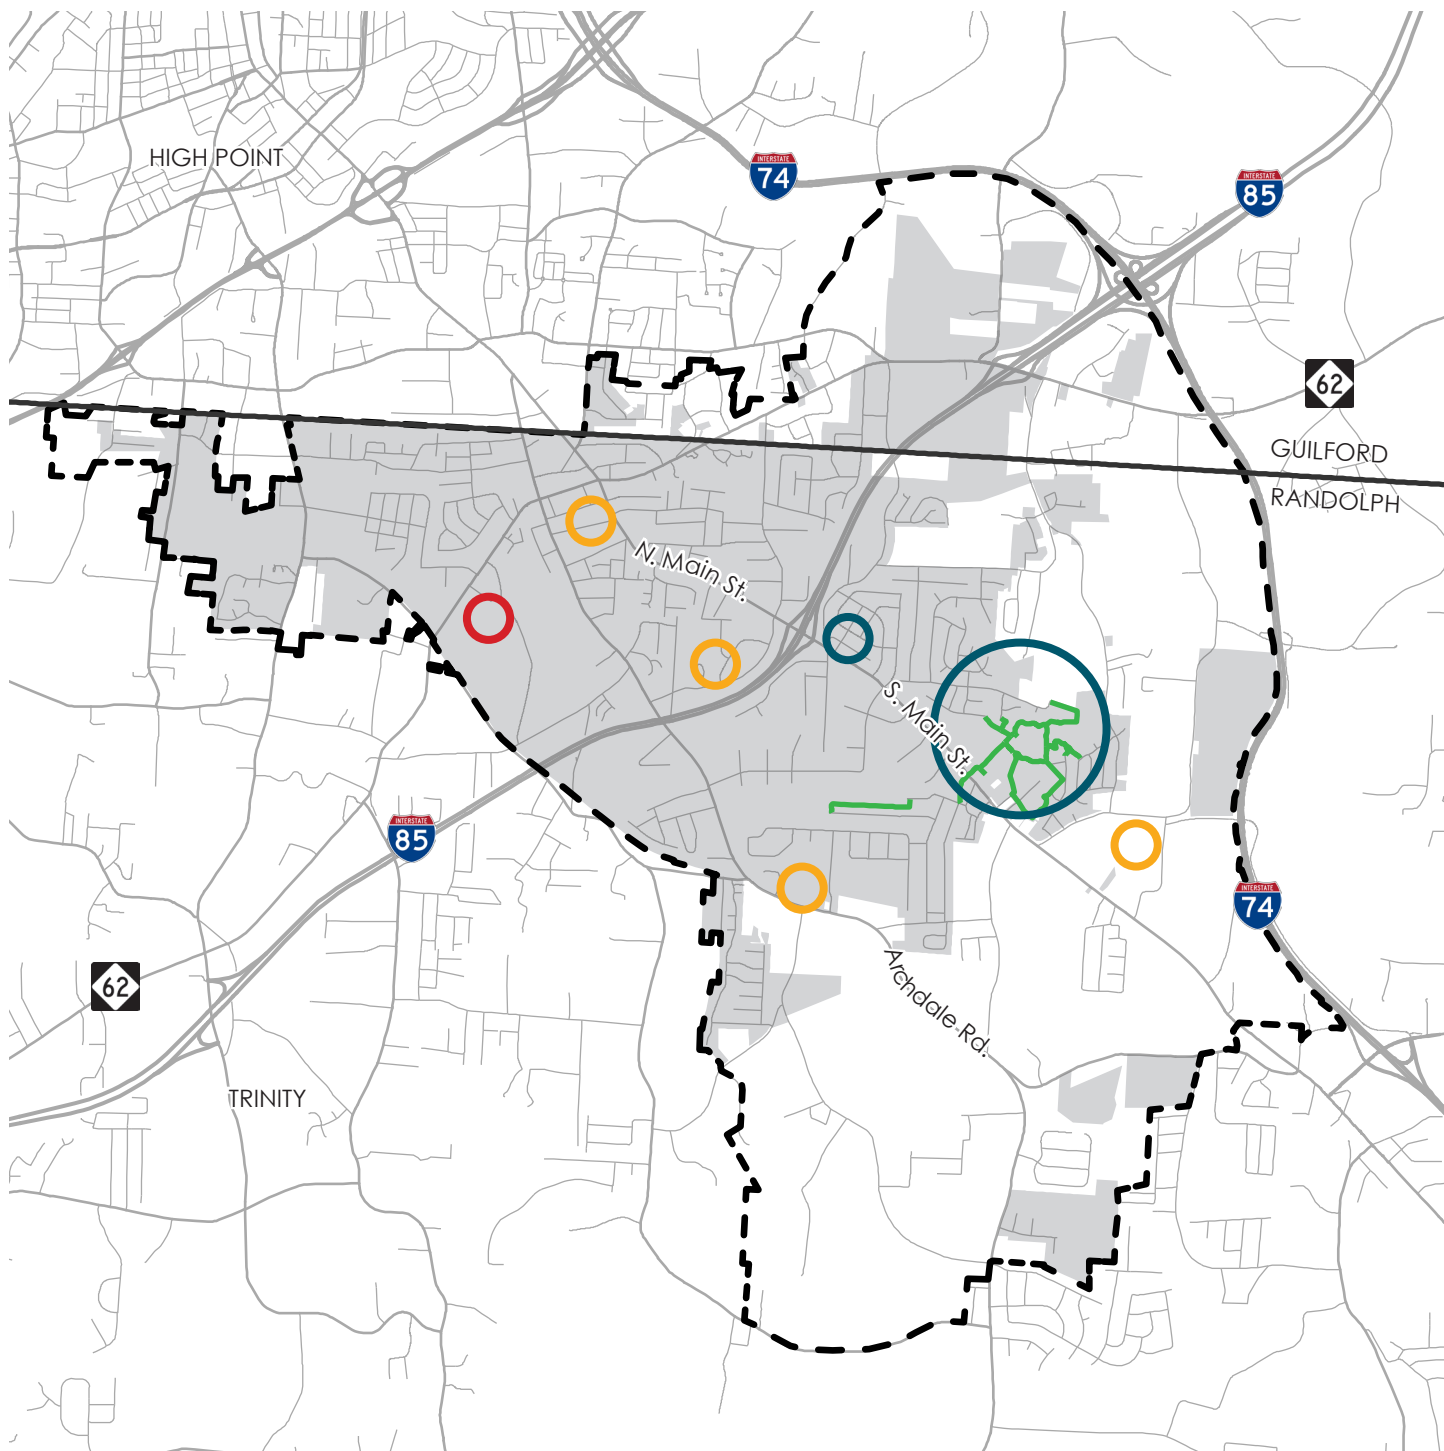 HIGH POINT
INTERSTATE
74
INTERSTATE
85
62
GUILFORD
RANDOLPH
N. Main St.
S. Main St.
INTERSTATE
85
INTERSTATE
74
62
Archdale Rd.
TRINITY